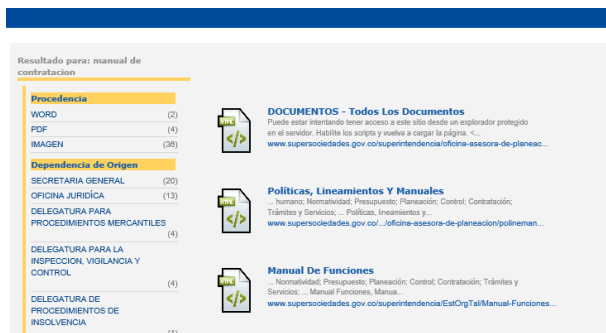 Resultado para: manual de
contratacion
Procedencia
WORD (2)
PDF (4)
IMAGEN (36)
Dependencia de Origen
SECRETARIA GENERAL (20)
OFICINA JURIDÍCA (13)
DELEGATURA PARA
PROCEDIMIENTOS MERCANTILES
(4)
DELEGATURA PARA LA
INSPECCION, VIGILANCIA Y
CONTROL
(4)
DELEGATURA DE
PROCEDIMIENTOS DE
INSOLVENCIA
DOCUMENTOS - Todos Los Documentos
Puede estar intentando tener acceso a este sitio desde un explorador protegido
en el servidor. Habilite los scripts y vuelva a cargar la página. <...
www.supersociedades.gov.co/superintendencia/oficina-asesora-de-planeac...
Políticas, Lineamientos Y Manuales
... humano; Normatividad; Presupuesto; Planeación; Control; Contratación;
Trámites y Servicios; ... Políticas, lineamientos y...
www.supersociedades.gov.co/.../oficina-asesora-de-planeacion/polineman...
Manual De Funciones
... Normatividad; Presupuesto; Planeación; Control; Contratación; Trámites y
Servicios; ... Manual Funciones, Manua...
www.supersociedades.gov.co/superintendencia/EstOrgTal/Manual-Funciones...